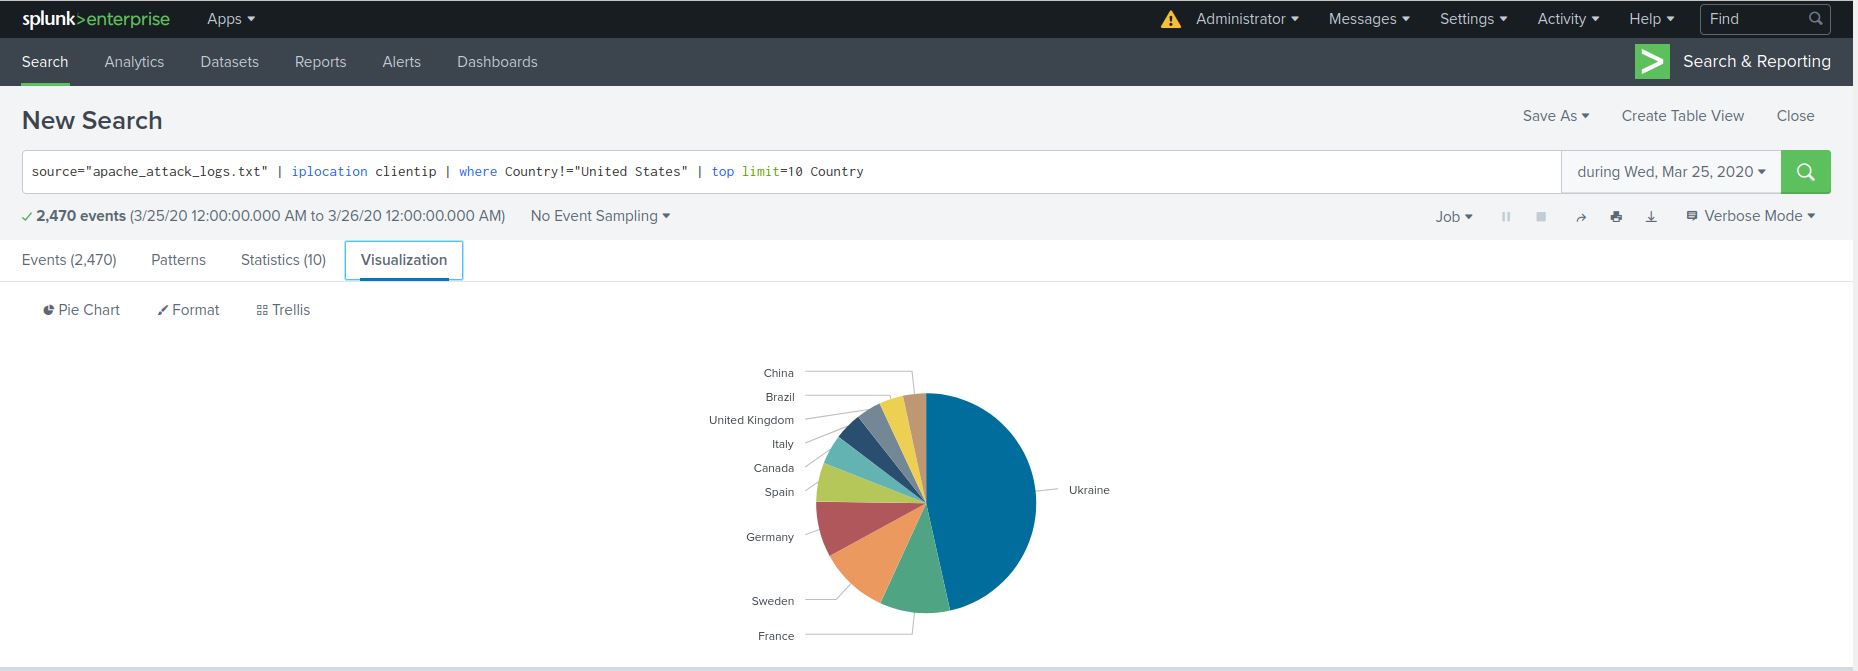 splunk>enterprise Apps Administrator Messages Settings Activity Help Find
Search Analytics Datasets Reports Alerts Dashboards Search & Reporting
New Search Save As Create Table View Close
source="apache_attack_logs.txt" | iplocation clientip | where Country!="United States" | top limit=10 Country during Wed, Mar 25, 2020
2,470 events (3/25/20 12:00:00.000 AM to 3/26/20 12:00:00.000 AM) No Event Sampling Job Verbose Mode
Events (2,470) Patterns Statistics (10) Visualization
Pie Chart Format Trellis
China
Brazil
United Kingdom
Italy
Canada
Spain
Ukraine
Germany
Sweden
France